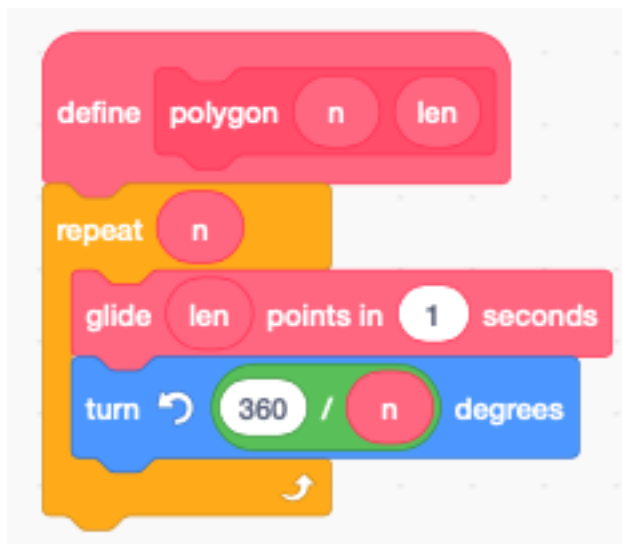 define polygon n len
repeat n
glide len points in 1 seconds
turn 360 / n degrees